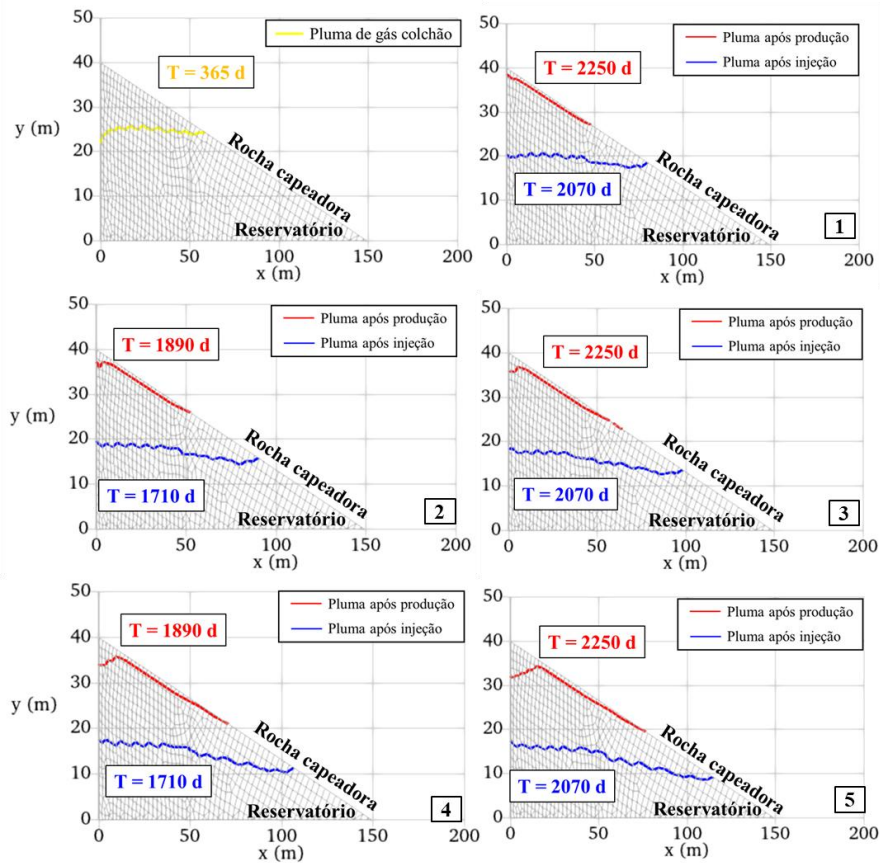 50
40
30
20
10
0
y (m)
Pluma de gás colchão
T = 365 d
Rocha capeadora
Reservatório
0
50
100
150
200
x (m)
50
40
30
20
10
0
Pluma após produção
Pluma após injeção
T = 2250 d
T = 2070 d
Rocha capeadora
Reservatório
1
0
50
100
150
200
x (m)
50
40
30
20
10
0
y (m)
Pluma após produção
Pluma após injeção
T = 1890 d
T = 1710 d
Rocha capeadora
Reservatório
2
0
50
100
150
200
x (m)
50
40
30
20
10
0
Pluma após produção
Pluma após injeção
T = 2250 d
T = 2070 d
Rocha capeadora
Reservatório
3
0
50
100
150
200
x (m)
50
40
30
20
10
0
y (m)
Pluma após produção
Pluma após injeção
T = 1890 d
T = 1710 d
Rocha capeadora
Reservatório
4
0
50
100
150
200
x (m)
50
40
30
20
10
0
Pluma após produção
Pluma após injeção
T = 2250 d
T = 2070 d
Rocha capeadora
Reservatório
5
0
50
100
150
200
x (m)